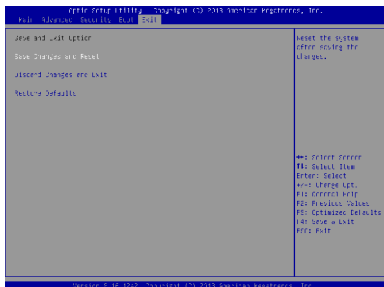 Aptio Setup Utility - Copyright (C) 2013 American Megatrends, Inc.
Main Advanced Security Boot Exit
Save and Exit Option
Save Changes and Reset
Discard Changes and Exit
Restore Defaults
Reset the system
after saving the
changes.
: Select Screen
: Select Item
Enter: Select
+/-: Change Opt.
F1: General Help
F2: Previous Values
F3: Optimized Defaults
F4: Save & Exit
ESC: Exit
Version Copyright (C) 2013 American Megatrends, Inc.